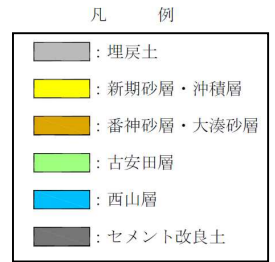 凡 例
：埋戻土
：新期砂層・沖積層
：番神砂層・大湊砂層
：古安田層
：西山層
：セメント改良土